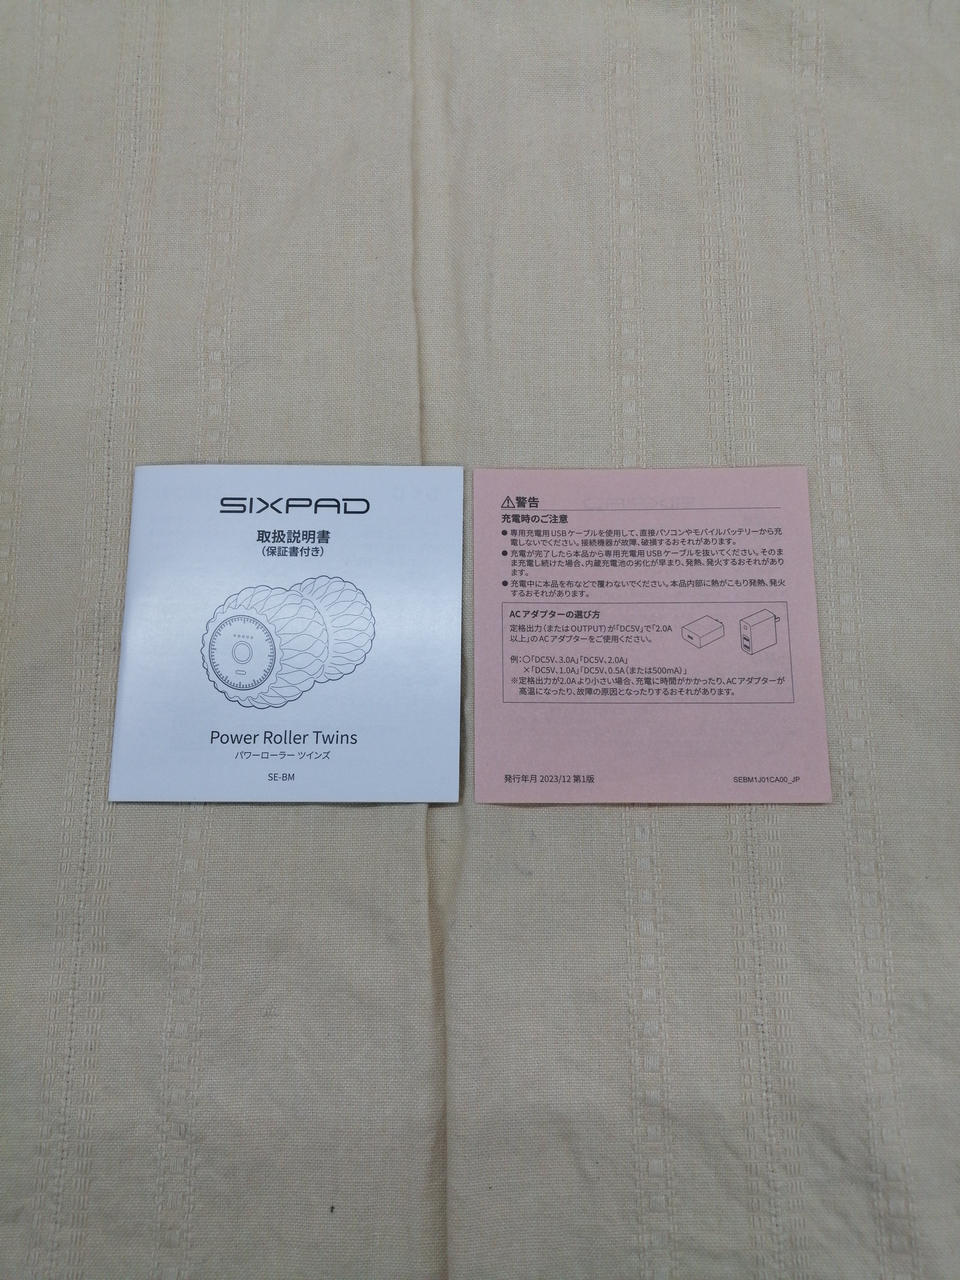 SIXPAD
取扱説明書
(保証書付き)
Power Roller Twins
パワーローラー ツインズ
SE-BM
⚠警告
充電時のご注意
● 専用充電用USBケーブルを使用して、直接パソコンやモバイルバッテリーから充
電しないでください。接続機器が故障、破損するおそれがあります。
● 充電が完了したら本品から専用充電用USBケーブルを抜いてください。そのま
ま充電し続けた場合、内蔵充電池の劣化が早まり、発熱、発火するおそれがあり
ます。
● 充電中に本品を布などで覆わないでください。本品内部に熱がこもり発熱、発火
するおそれがあります。
ACアダプターの選び方
定格出力(またはOUTPUT)が「DC5V」で「2.0A
以上」のACアダプターをご使用ください。
例:○「DC5V、3.0A」「DC5V、2.0A」
×「DC5V、1.0A」「DC5V、0.5A(または500mA)」
※定格出力が2.0Aより小さい場合、充電に時間がかかったり、ACアダプターが
高温になったり、故障の原因となったりするおそれがあります。
発行年月 2023/12 第1版
SEBM1J01CA00_JP